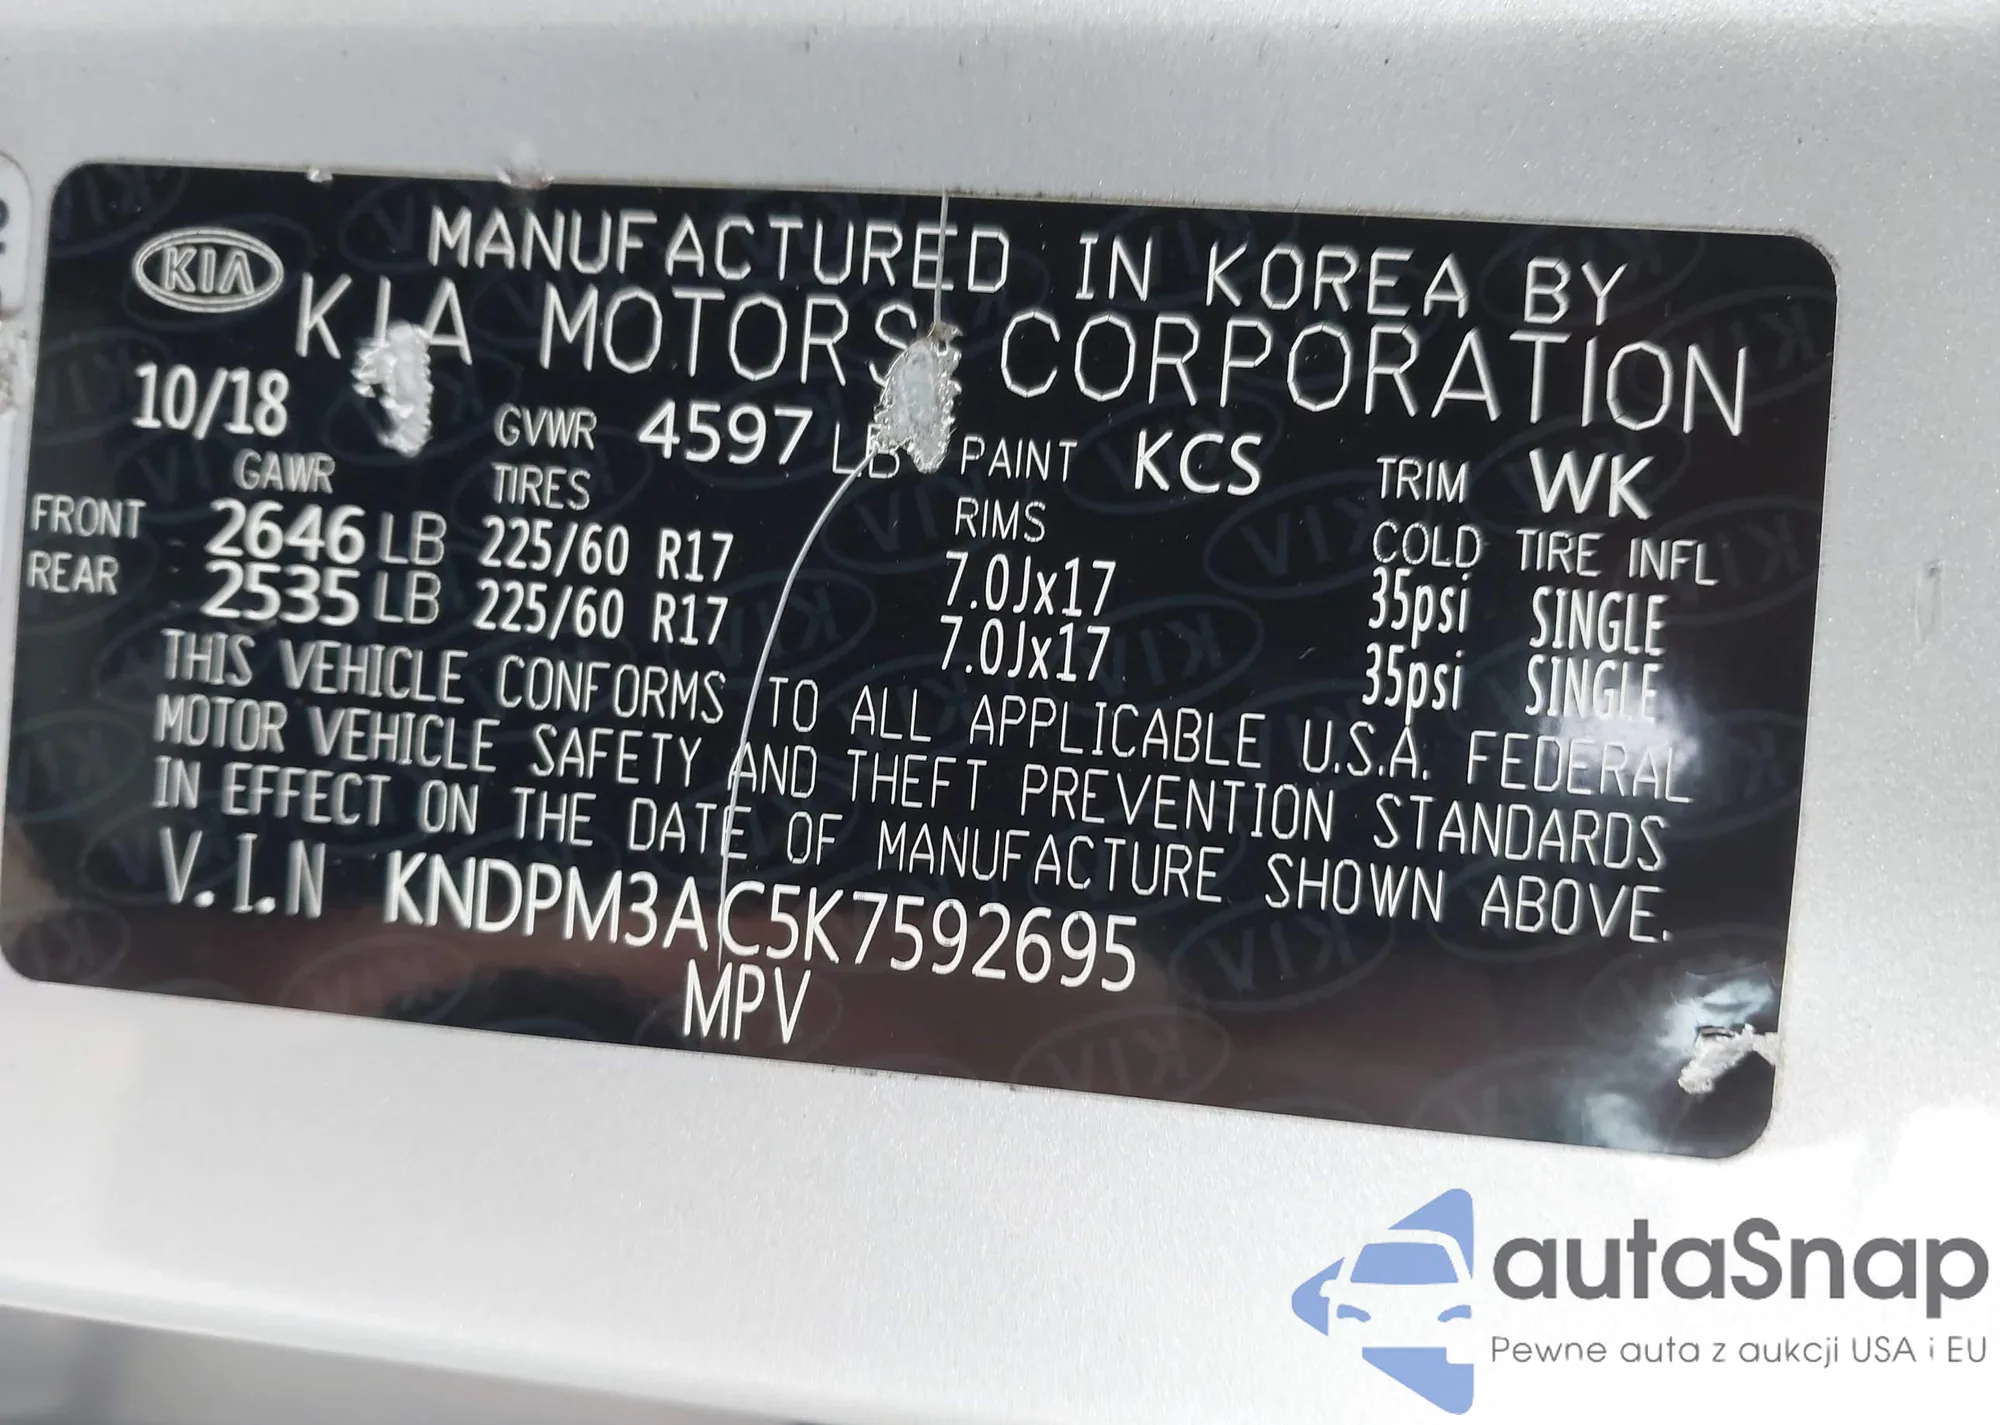 MANUFACTURED IN KOREA BY
KIA
KIA MOTORS CORPORATION
10/18 GVWR 4597 LB PAINT KCS TRIM WK
GAWR TIRES RIMS COLD TIRE INFL
FRONT 2646 LB 225/60 R17 7.0Jx17 35psi SINGLE
REAR 2535 LB 225/60 R17 7.0Jx17 35psi SINGLE
THIS VEHICLE CONFORMS TO ALL APPLICABLE U.S.A. FEDERAL
MOTOR VEHICLE SAFETY AND THEFT PREVENTION STANDARDS
IN EFFECT ON THE DATE OF MANUFACTURE SHOWN ABOVE.
V.I.N KNDPM3AC5K7592695
MPV
autaSnap
Pewne auta z aukcji USA i EU